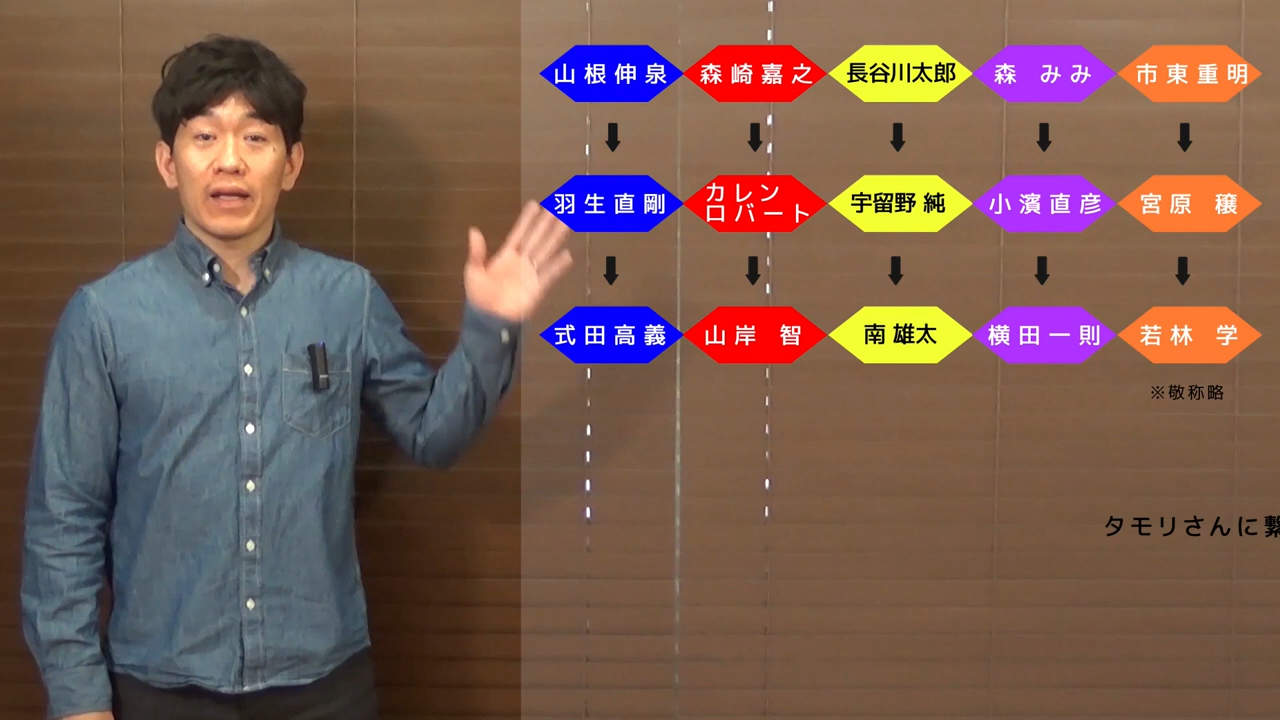 山根伸泉
森崎嘉之
長谷川太郎
森 みみ
市東重明
羽生直剛
カレン
ロバート
宇留野 純
小濱直彦
宮原 穣
式田高義
山岸 智
南 雄太
横田一則
若林 学
※敬称略
タモリさんに繋